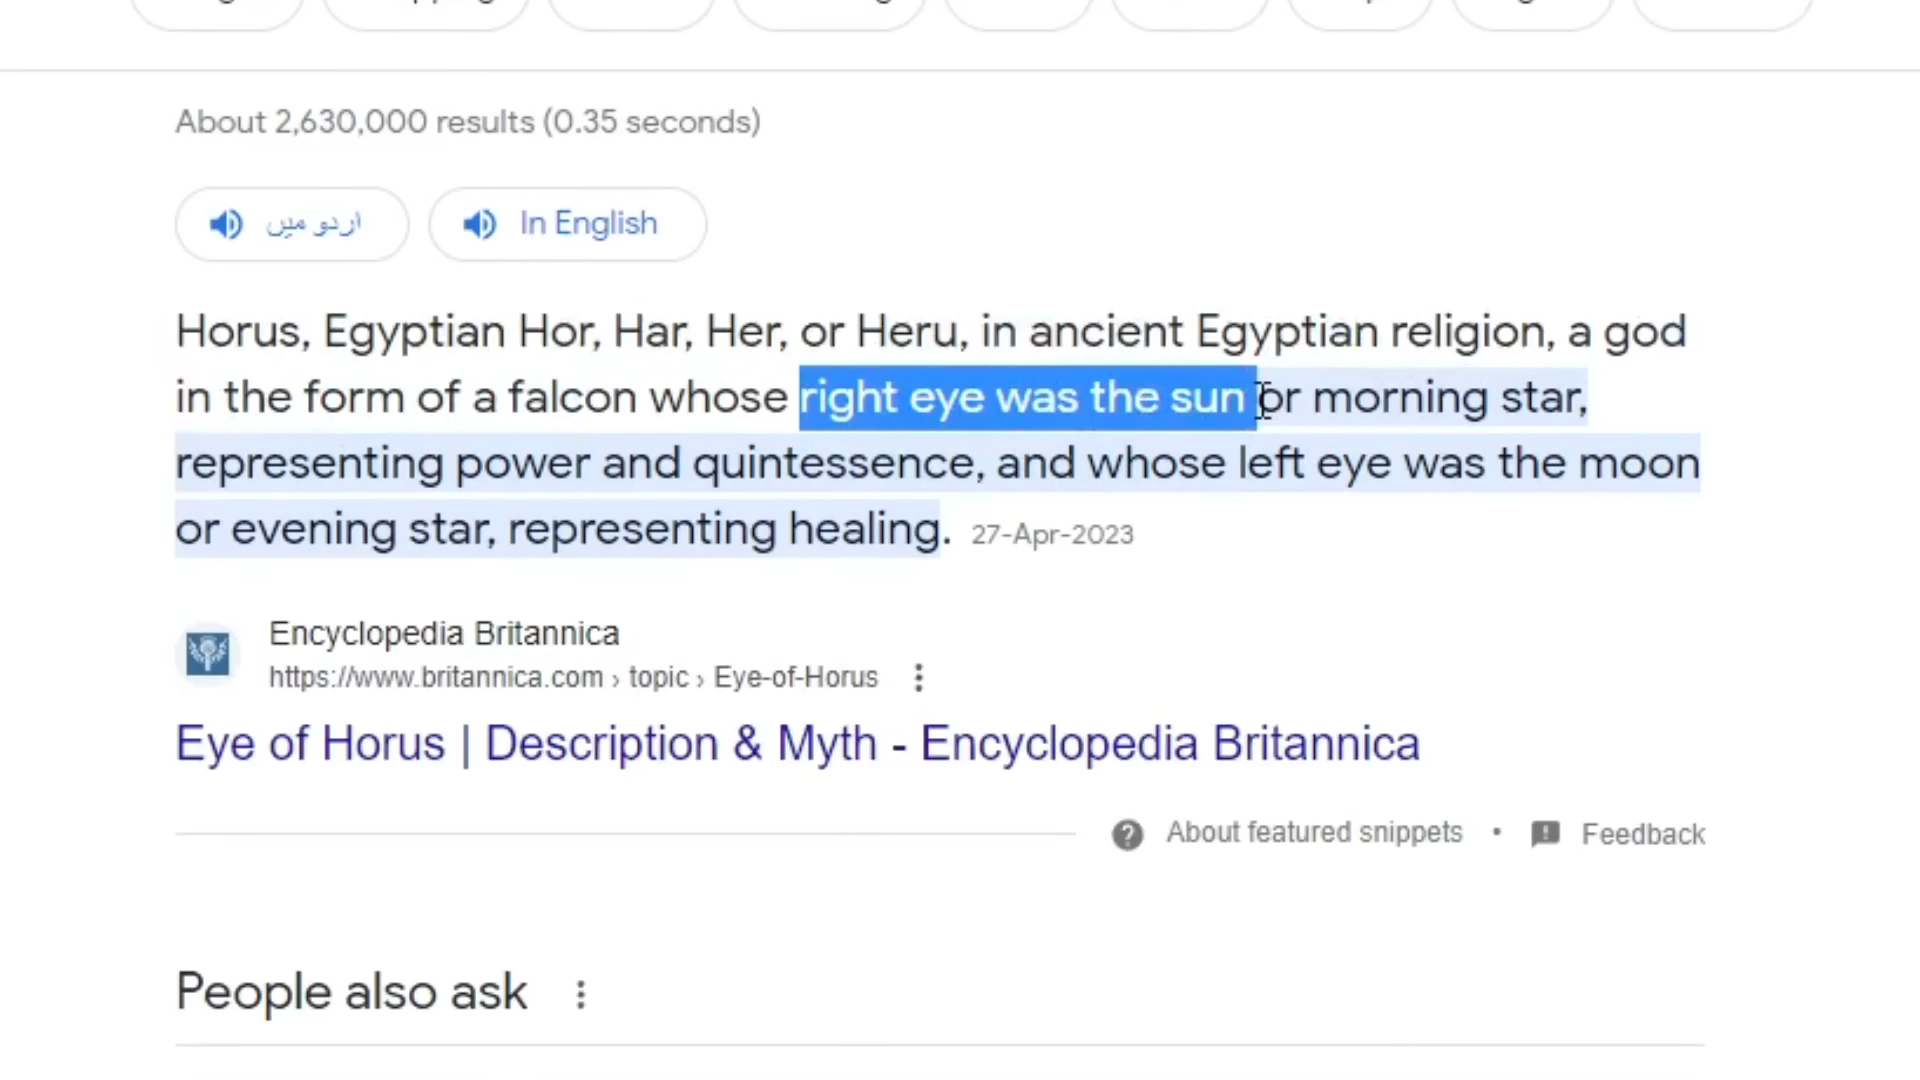 About 2,630,000 results (0.35 seconds)
اردو میں
In English
Horus, Egyptian Hor, Har, Her, or Heru, in ancient Egyptian religion, a god
in the form of a falcon whose right eye was the sun or morning star,
representing power and quintessence, and whose left eye was the moon
or evening star, representing healing. 27-Apr-2023
Encyclopedia Britannica
https://www.britannica.com › topic › Eye-of-Horus
Eye of Horus | Description & Myth - Encyclopedia Britannica
About featured snippets • Feedback
People also ask